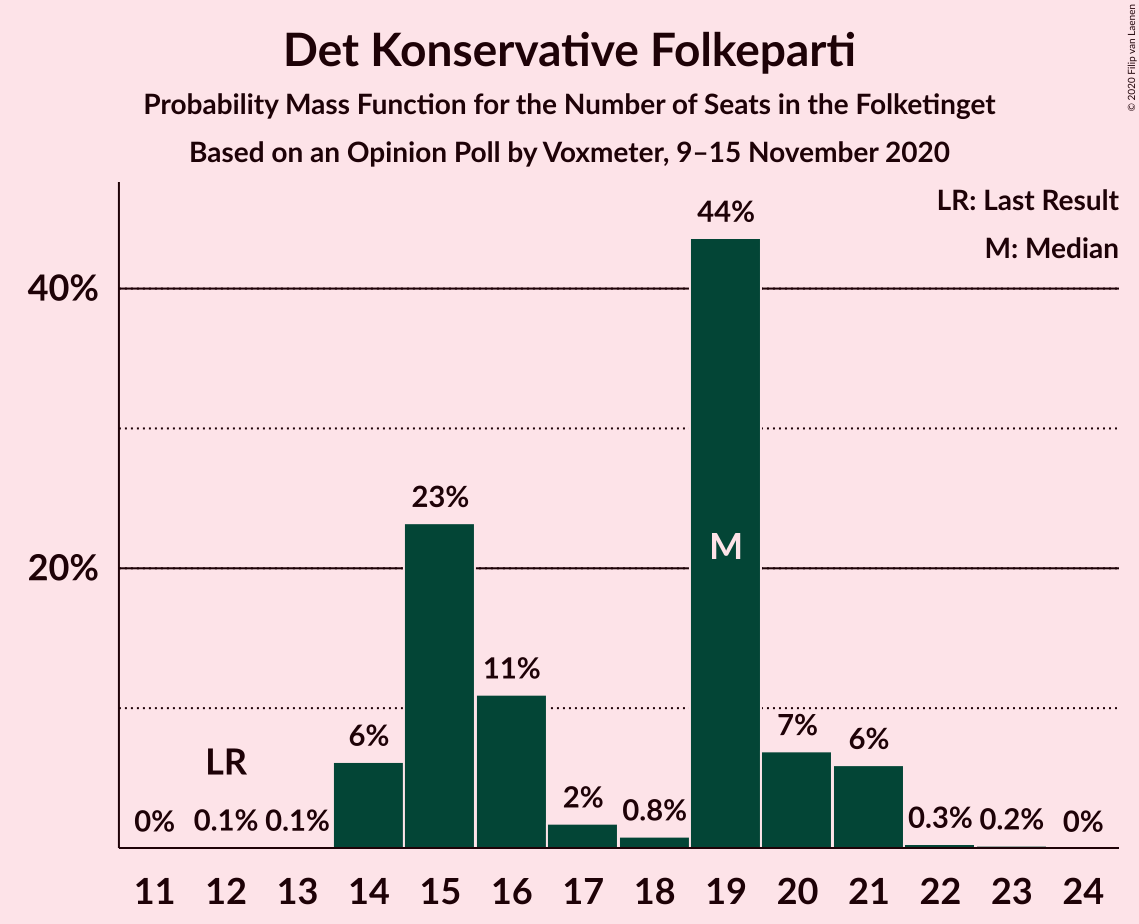 Det Konservative Folkeparti
Probability Mass Function for the Number of Seats in the Folketinget
Based on an Opinion Poll by Voxmeter, 9–15 November 2020
© 2020 Filip van Laenen
LR: Last Result
M: Median
44%
40%
23%
M
20%
11%
6%
7%
6%
LR
0%
0.1%
0.1%
2%
0.8%
0.3%
0.2%
0%
11 12 13 14 15 16 17 18 19 20 21 22 23 24